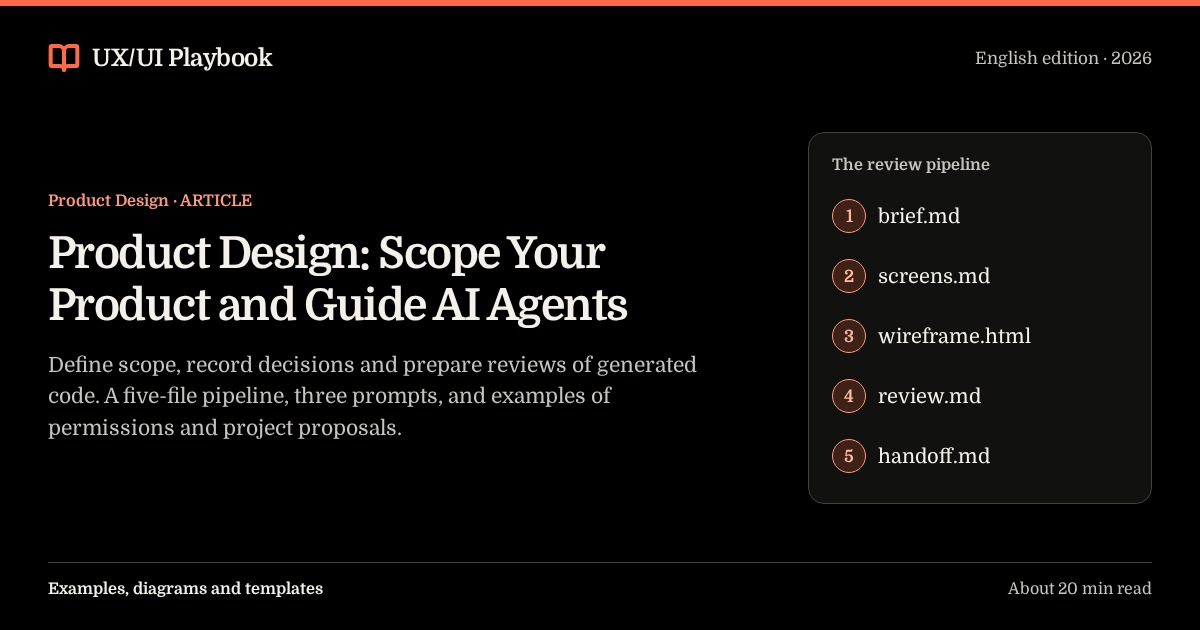 UX/UI Playbook
English edition · 2026
Product Design · ARTICLE
Product Design: Scope Your
Product and Guide AI Agents
Define scope, record decisions and prepare reviews of generated
code. A five-file pipeline, three prompts, and examples of
permissions and project proposals.
The review pipeline
1 brief.md
2 screens.md
3 wireframe.html
4 review.md
5 handoff.md
Examples, diagrams and templates
About 20 min read